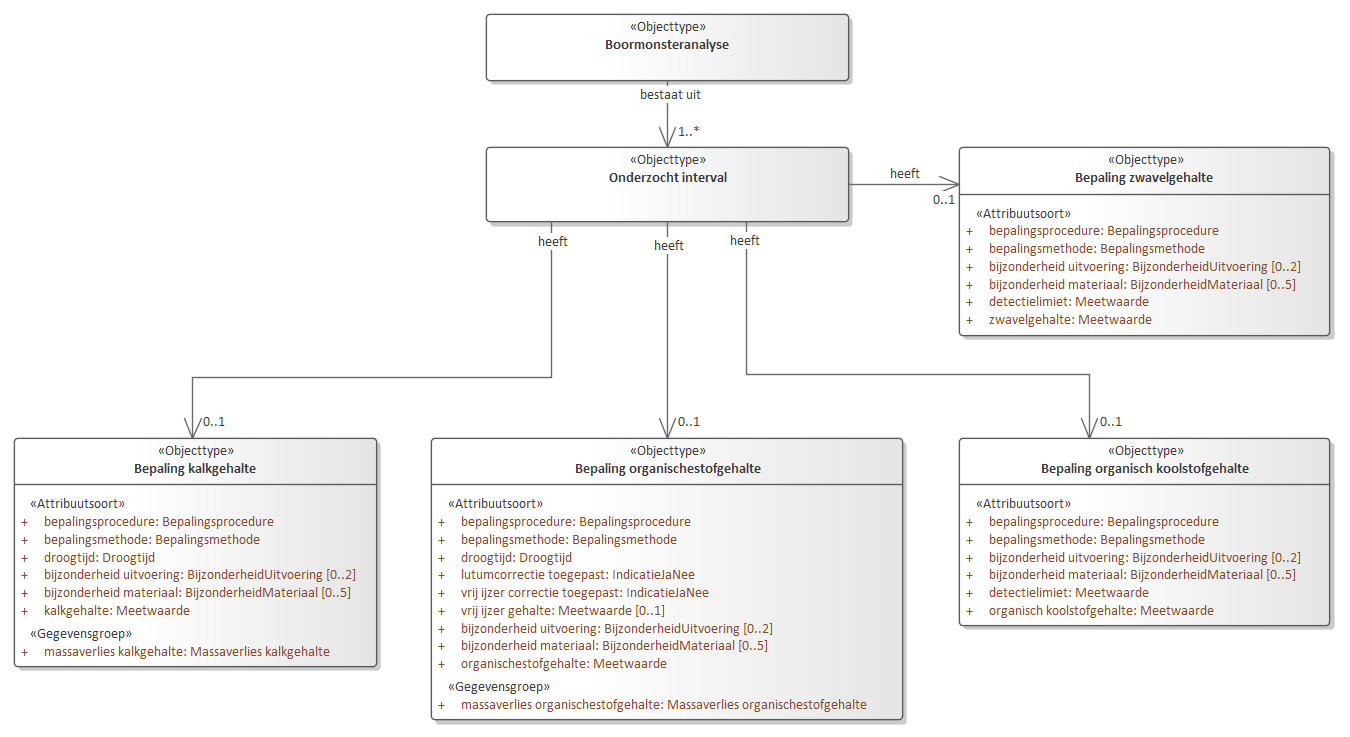 «Objecttype»
Boormonsteranalyse
bestaat uit
1..*
«Objecttype»
Onderzocht interval
heeft
0..1
«Objecttype»
Bepaling zwavelgehalte
«Attribuutsoort»
+ bepalingsprocedure: Bepalingsprocedure
+ bepalingsmethode: Bepalingsmethode
+ bijzonderheid uitvoering: BijzonderheidUitvoering [0..2]
+ bijzonderheid materiaal: BijzonderheidMateriaal [0..5]
+ detectielimiet: Meetwaarde
+ zwavelgehalte: Meetwaarde
heeft
heeft
heeft
0..1
0..1
0..1
«Objecttype»
Bepaling kalkgehalte
«Attribuutsoort»
+ bepalingsprocedure: Bepalingsprocedure
+ bepalingsmethode: Bepalingsmethode
+ droogtijd: Droogtijd
+ bijzonderheid uitvoering: BijzonderheidUitvoering [0..2]
+ bijzonderheid materiaal: BijzonderheidMateriaal [0..5]
+ kalkgehalte: Meetwaarde
«Gegevensgroep»
+ massaverlies kalkgehalte: Massaverlies kalkgehalte
«Objecttype»
Bepaling organischestofgehalte
«Attribuutsoort»
+ bepalingsprocedure: Bepalingsprocedure
+ bepalingsmethode: Bepalingsmethode
+ droogtijd: Droogtijd
+ lutumcorrectie toegepast: IndicatieJaNee
+ vrij ijzer correctie toegepast: IndicatieJaNee
+ vrij ijzer gehalte: Meetwaarde [0..1]
+ bijzonderheid uitvoering: BijzonderheidUitvoering [0..2]
+ bijzonderheid materiaal: BijzonderheidMateriaal [0..5]
+ organischestofgehalte: Meetwaarde
«Gegevensgroep»
+ massaverlies organischestofgehalte: Massaverlies organischestofgehalte
«Objecttype»
Bepaling organisch koolstofgehalte
«Attribuutsoort»
+ bepalingsprocedure: Bepalingsprocedure
+ bepalingsmethode: Bepalingsmethode
+ bijzonderheid uitvoering: BijzonderheidUitvoering [0..2]
+ bijzonderheid materiaal: BijzonderheidMateriaal [0..5]
+ detectielimiet: Meetwaarde
+ organisch koolstofgehalte: Meetwaarde